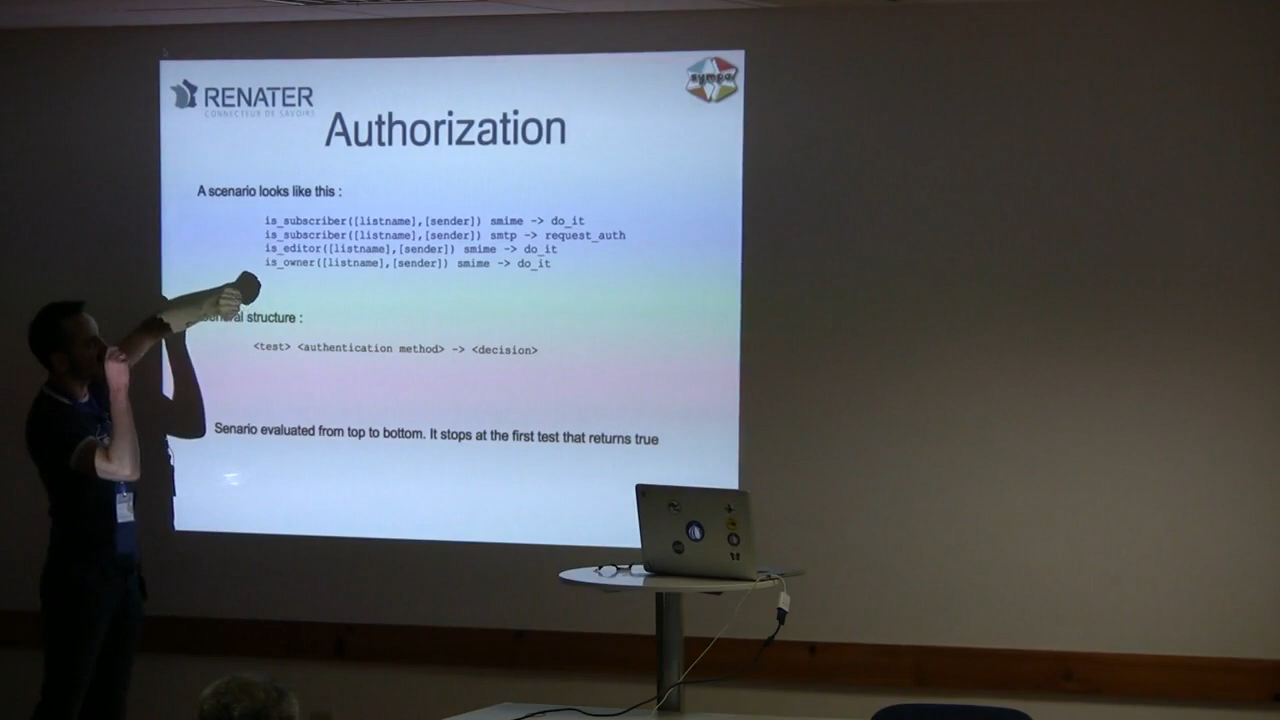 RENATER
CONNECTEUR DE SAVOIRS
sympa
Authorization
A scenario looks like this :
is_subscriber([listname],[sender]) smime -> do_it
is_subscriber([listname],[sender]) smtp -> request_auth
is_editor([listname],[sender]) smime -> do_it
is_owner([listname],[sender]) smime -> do_it
structure :
<test> <authentication method> -> <decision>
Senario evaluated from top to bottom. It stops at the first test that returns true